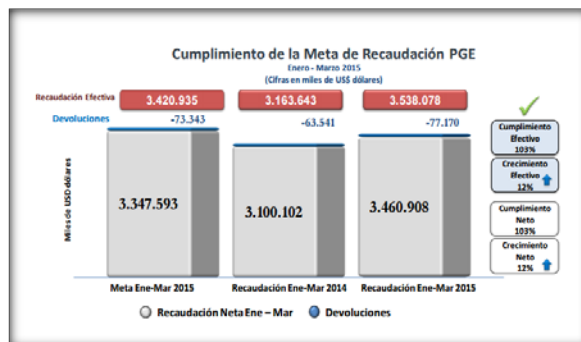 Cumplimiento de la Meta de Recaudación PGE
Enero - Marzo 2015
(Cifras en miles de US$ dólares)
Recaudación Efectiva 3.420.935 3.163.643 3.538.078
Devoluciones -73.343 -63.541 -77.170
Miles de USD dólares
3.347.593 3.100.102 3.460.908
Cumplimiento
Efectivo
103%
Crecimiento
Efectivo
12%
Cumplimiento
Neto
103%
Crecimiento
Neto
12%
Meta Ene-Mar 2015 Recaudación Ene-Mar 2014 Recaudación Ene-Mar 2015
Recaudación Neta Ene – Mar Devoluciones